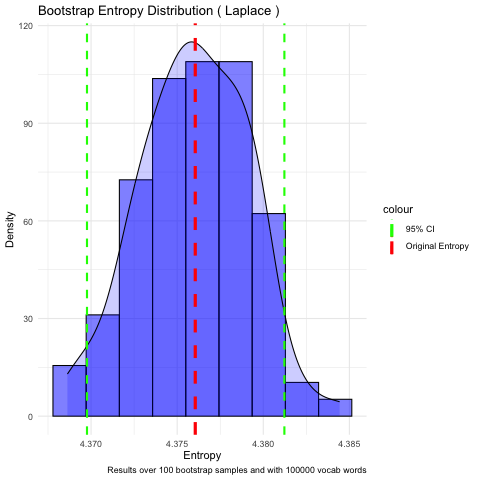 Bootstrap Entropy Distribution ( Laplace )
120
90
60
30
0
Density
4.370
4.375
4.380
4.385
Entropy
colour
95% CI
Original Entropy
Results over 100 bootstrap samples and with 100000 vocab words